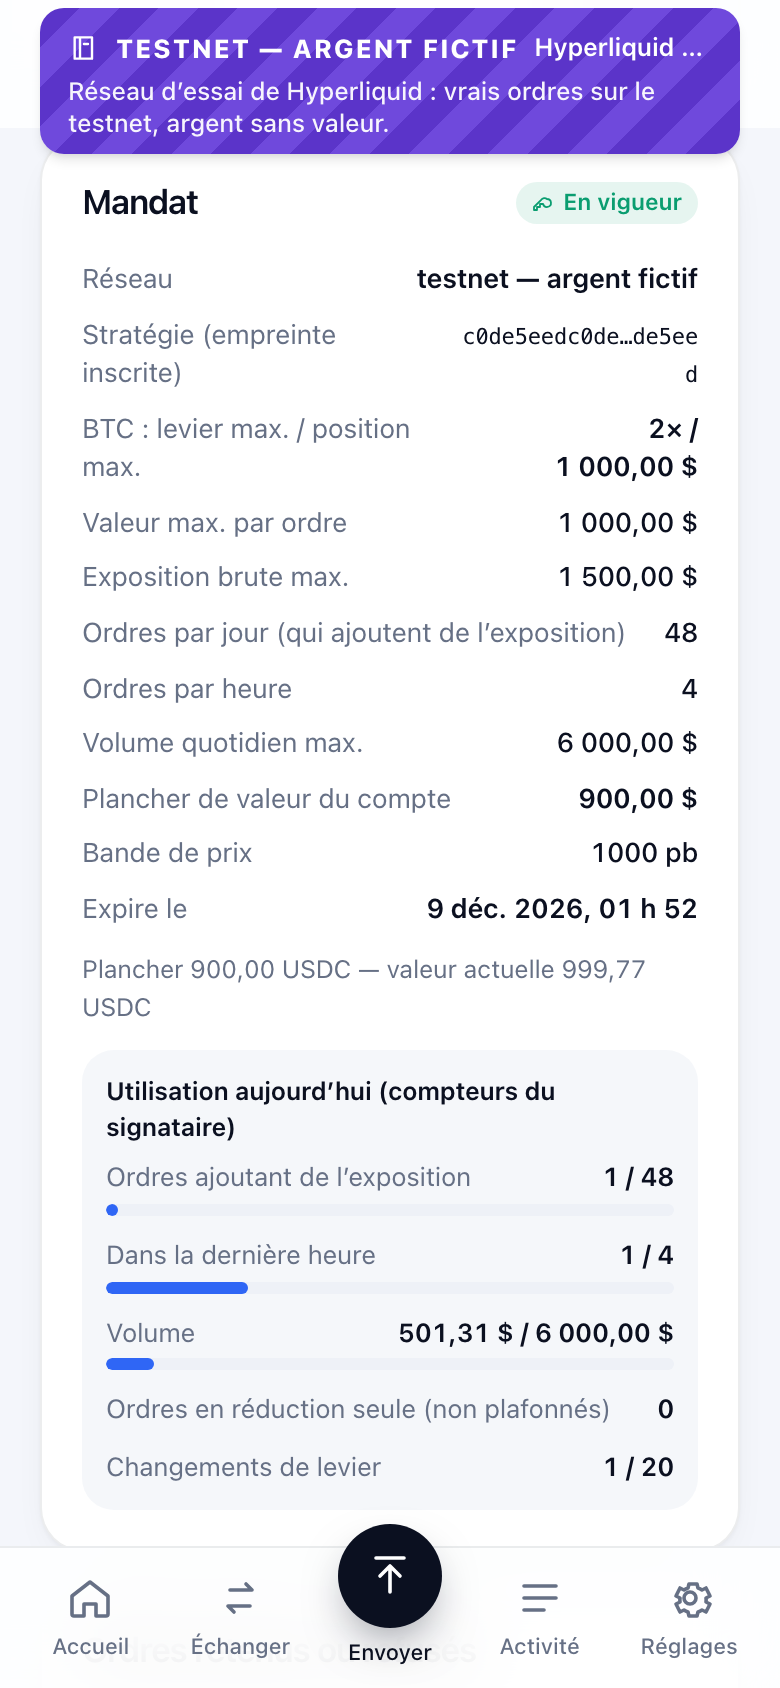 TESTNET — ARGENT FICTIF Hyperliquid ...
Réseau d’essai de Hyperliquid : vrais ordres sur le
testnet, argent sans valeur.
Mandat
En vigueur
Réseau testnet — argent fictif
Stratégie (empreinte inscrite) c0de5eedc0de…de5eed
BTC : levier max. / position max. 2× / 1 000,00 $
Valeur max. par ordre 1 000,00 $
Exposition brute max. 1 500,00 $
Ordres par jour (qui ajoutent de l’exposition) 48
Ordres par heure 4
Volume quotidien max. 6 000,00 $
Plancher de valeur du compte 900,00 $
Bande de prix 1000 pb
Expire le 9 déc. 2026, 01 h 52
Plancher 900,00 USDC — valeur actuelle 999,77
USDC
Utilisation aujourd’hui (compteurs du
signataire)
Ordres ajoutant de l’exposition 1 / 48
Dans la dernière heure 1 / 4
Volume 501,31 $ / 6 000,00 $
Ordres en réduction seule (non plafonnés) 0
Changements de levier 1 / 20
Accueil
Échanger
Envoyer
Activité
Réglages